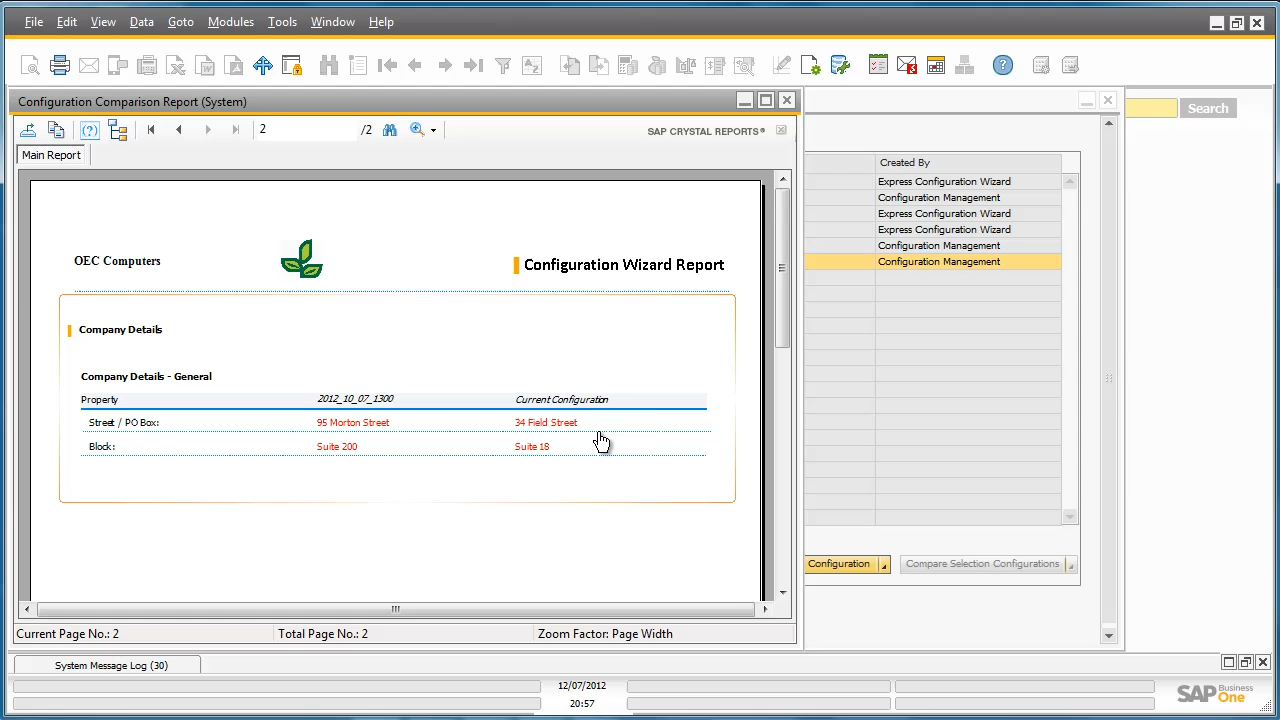 File Edit View Data Goto Modules Tools Window Help
Configuration Comparison Report (System)
Search
2 /2
SAP CRYSTAL REPORTS®
Main Report
Created By
Express Configuration Wizard
Configuration Management
Express Configuration Wizard
Express Configuration Wizard
Configuration Management
Configuration Management
OEC Computers
Configuration Wizard Report
Company Details
Company Details - General
Property 2012_10_07_1300 Current Configuration
Street / PO Box: 95 Morton Street 34 Field Street
Block: Suite 200 Suite 18
Configuration Compare Selection Configurations
Current Page No.: 2 Total Page No.: 2 Zoom Factor: Page Width
System Message Log (30)
12/07/2012
20:57
SAP Business One